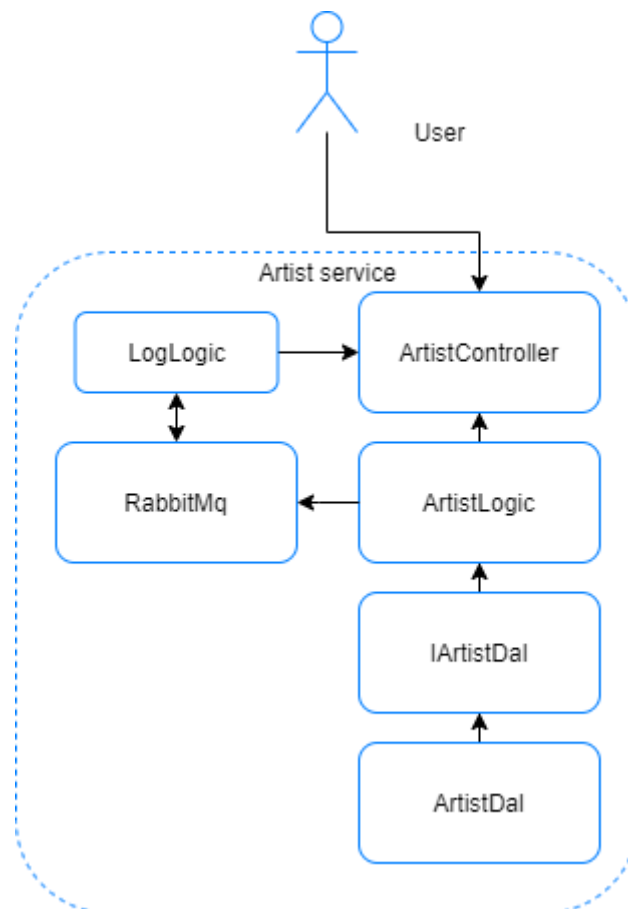 User
Artist service
LogLogic
ArtistController
RabbitMq
ArtistLogic
IArtistDal
ArtistDal